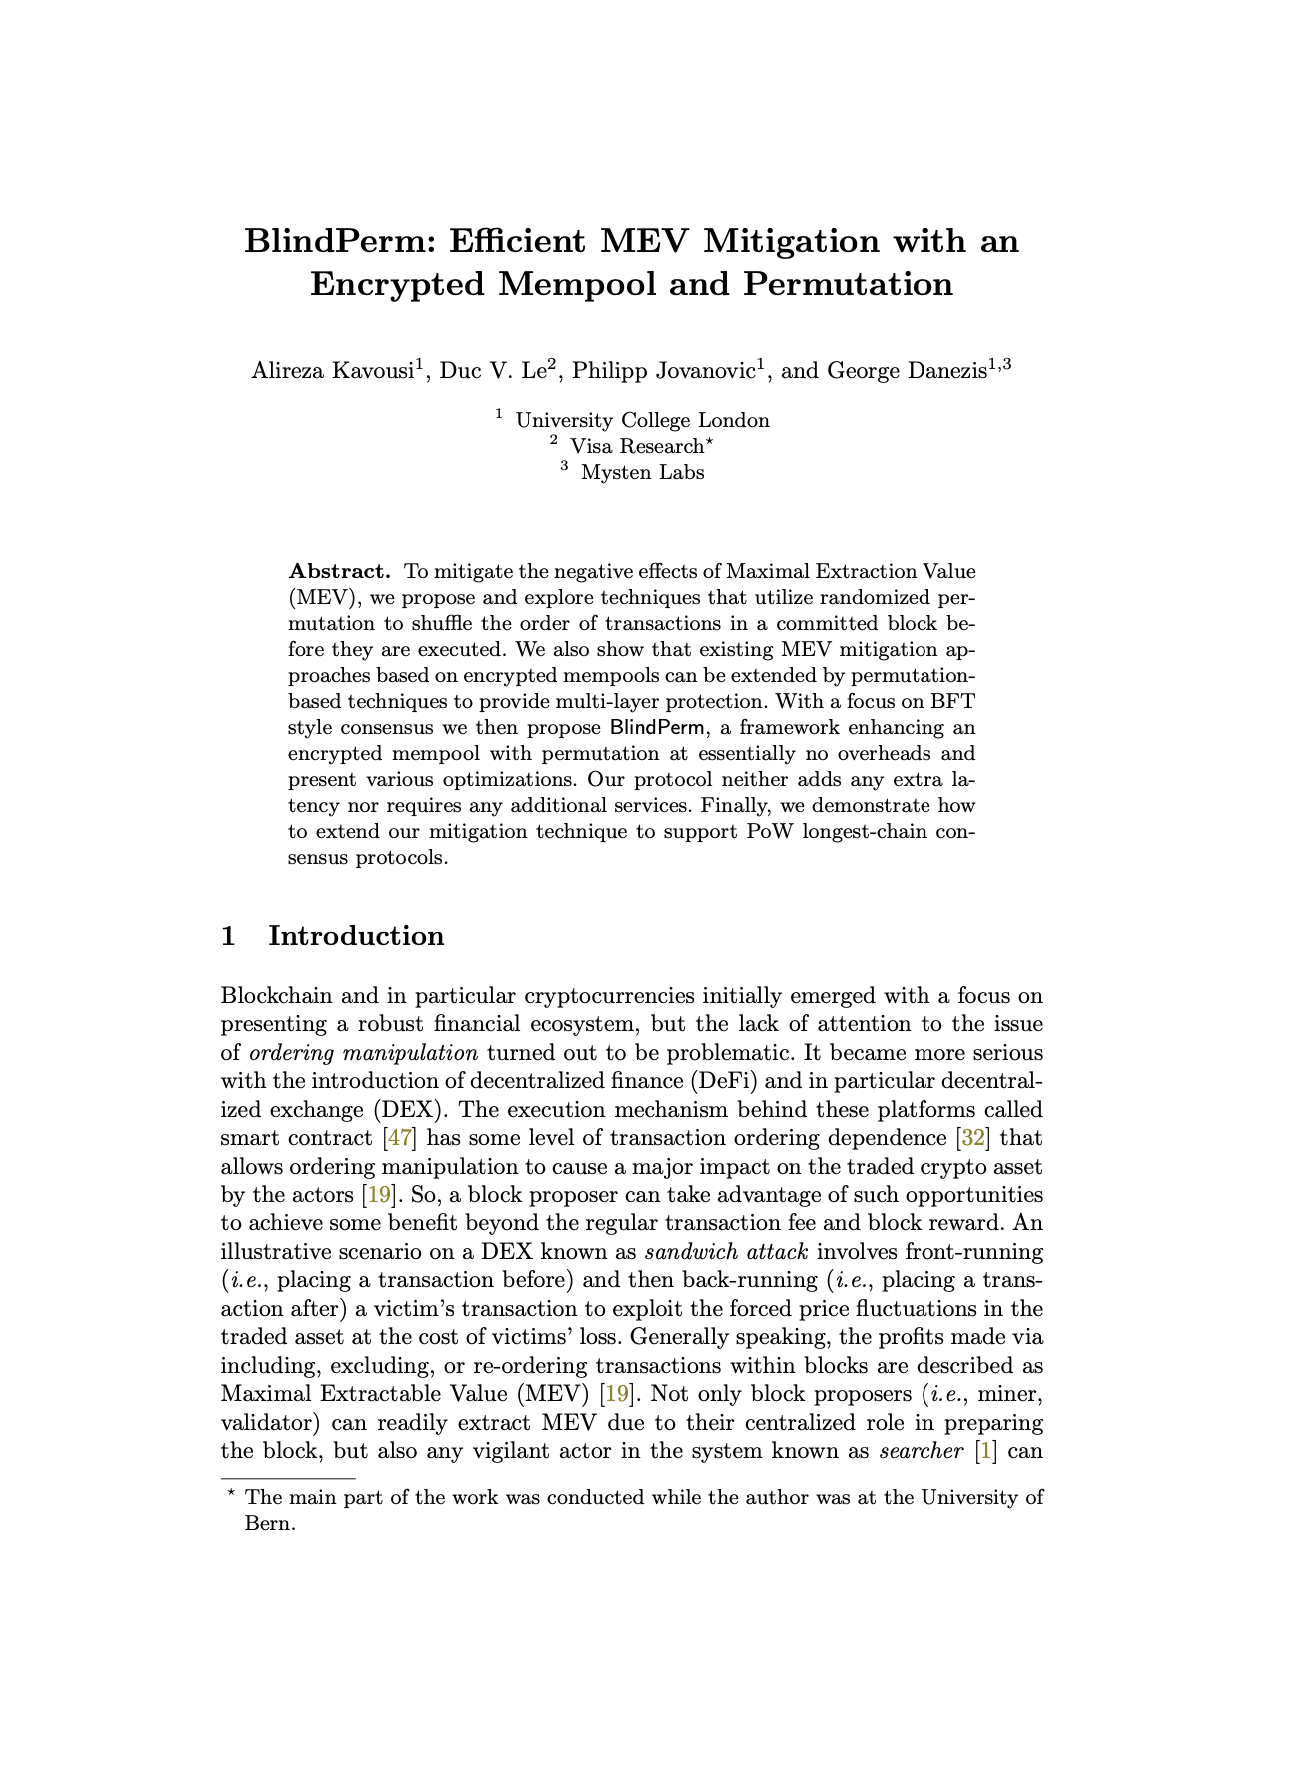 BlindPerm: Efficient MEV Mitigation with an
Encrypted Mempool and Permutation
Alireza Kavousi1, Duc V. Le2, Philipp Jovanovic1, and George Danezis1,3
1 University College London
2 Visa Research⋆
3 Mysten Labs
Abstract. To mitigate the negative effects of Maximal Extraction Value
(MEV), we propose and explore techniques that utilize randomized per-
mutation to shuffle the order of transactions in a committed block be-
fore they are executed. We also show that existing MEV mitigation ap-
proaches based on encrypted mempools can be extended by permutation-
based techniques to provide multi-layer protection. With a focus on BFT
style consensus we then propose BlindPerm, a framework enhancing an
encrypted mempool with permutation at essentially no overheads and
present various optimizations. Our protocol neither adds any extra la-
tency nor requires any additional services. Finally, we demonstrate how
to extend our mitigation technique to support PoW longest-chain con-
sensus protocols.
1 Introduction
Blockchain and in particular cryptocurrencies initially emerged with a focus on
presenting a robust financial ecosystem, but the lack of attention to the issue
of ordering manipulation turned out to be problematic. It became more serious
with the introduction of decentralized finance (DeFi) and in particular decentral-
ized exchange (DEX). The execution mechanism behind these platforms called
smart contract [47] has some level of transaction ordering dependence [32] that
allows ordering manipulation to cause a major impact on the traded crypto asset
by the actors [19]. So, a block proposer can take advantage of such opportunities
to achieve some benefit beyond the regular transaction fee and block reward. An
illustrative scenario on a DEX known as sandwich attack involves front-running
(i.e., placing a transaction before) and then back-running (i.e., placing a trans-
action after) a victim's transaction to exploit the forced price fluctuations in the
traded asset at the cost of victims' loss. Generally speaking, the profits made via
including, excluding, or re-ordering transactions within blocks are described as
Maximal Extractable Value (MEV) [19]. Not only block proposers (i.e., miner,
validator) can readily extract MEV due to their centralized role in preparing
the block, but also any vigilant actor in the system known as searcher [1] can
⋆ The main part of the work was conducted while the author was at the University of
Bern.